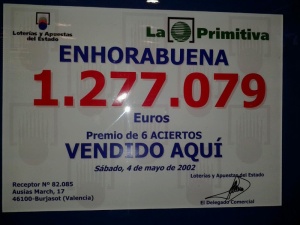 Loterías y Apuestas
del Estado
La Primitiva
ENHORABUENA
1.277.079
Euros
Premio de 6 ACIERTOS
VENDIDO AQUÍ
Sábado, 4 de mayo de 2002
Loterías y Apuestas del Estado
Receptor Nº 82.085
Ausias March, 17
46100-Burjasot (Valencia)
El Delegado Comercial